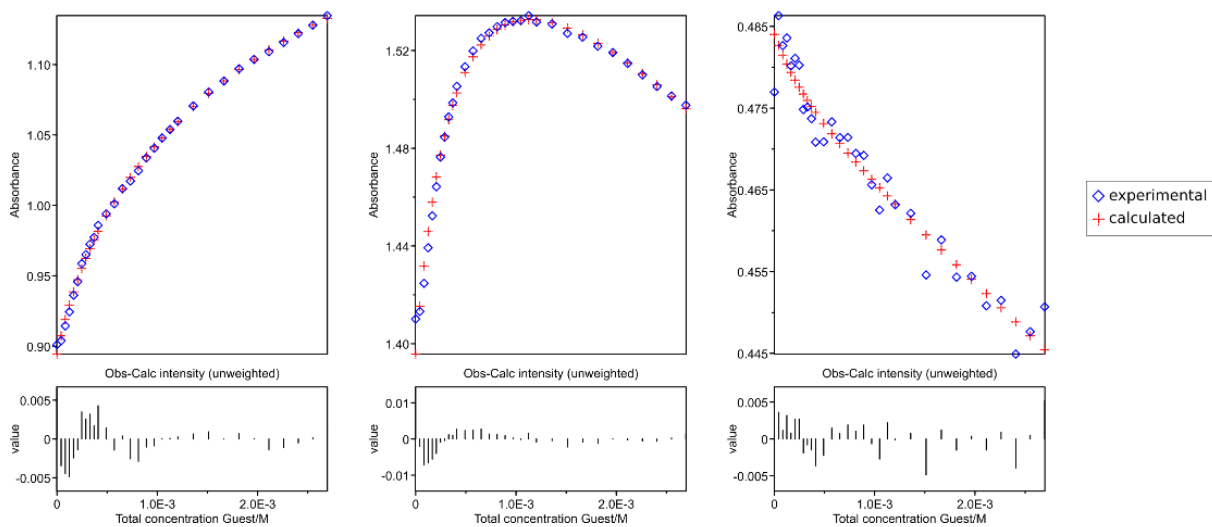 1.10
1.05
1.00
0.95
0.90
Absorbance
1.52
1.48
1.44
1.40
Absorbance
0.485
0.475
0.465
0.455
0.445
Absorbance
experimental
calculated
Obs-Calc intensity (unweighted)
Obs-Calc intensity (unweighted)
Obs-Calc intensity (unweighted)
0.005
0
-0.005
value
0.01
0
-0.01
value
0.005
0
-0.005
value
0 1.0E-3 2.0E-3
0 1.0E-3 2.0E-3
0 1.0E-3 2.0E-3
Total concentration Guest/M
Total concentration Guest/M
Total concentration Guest/M